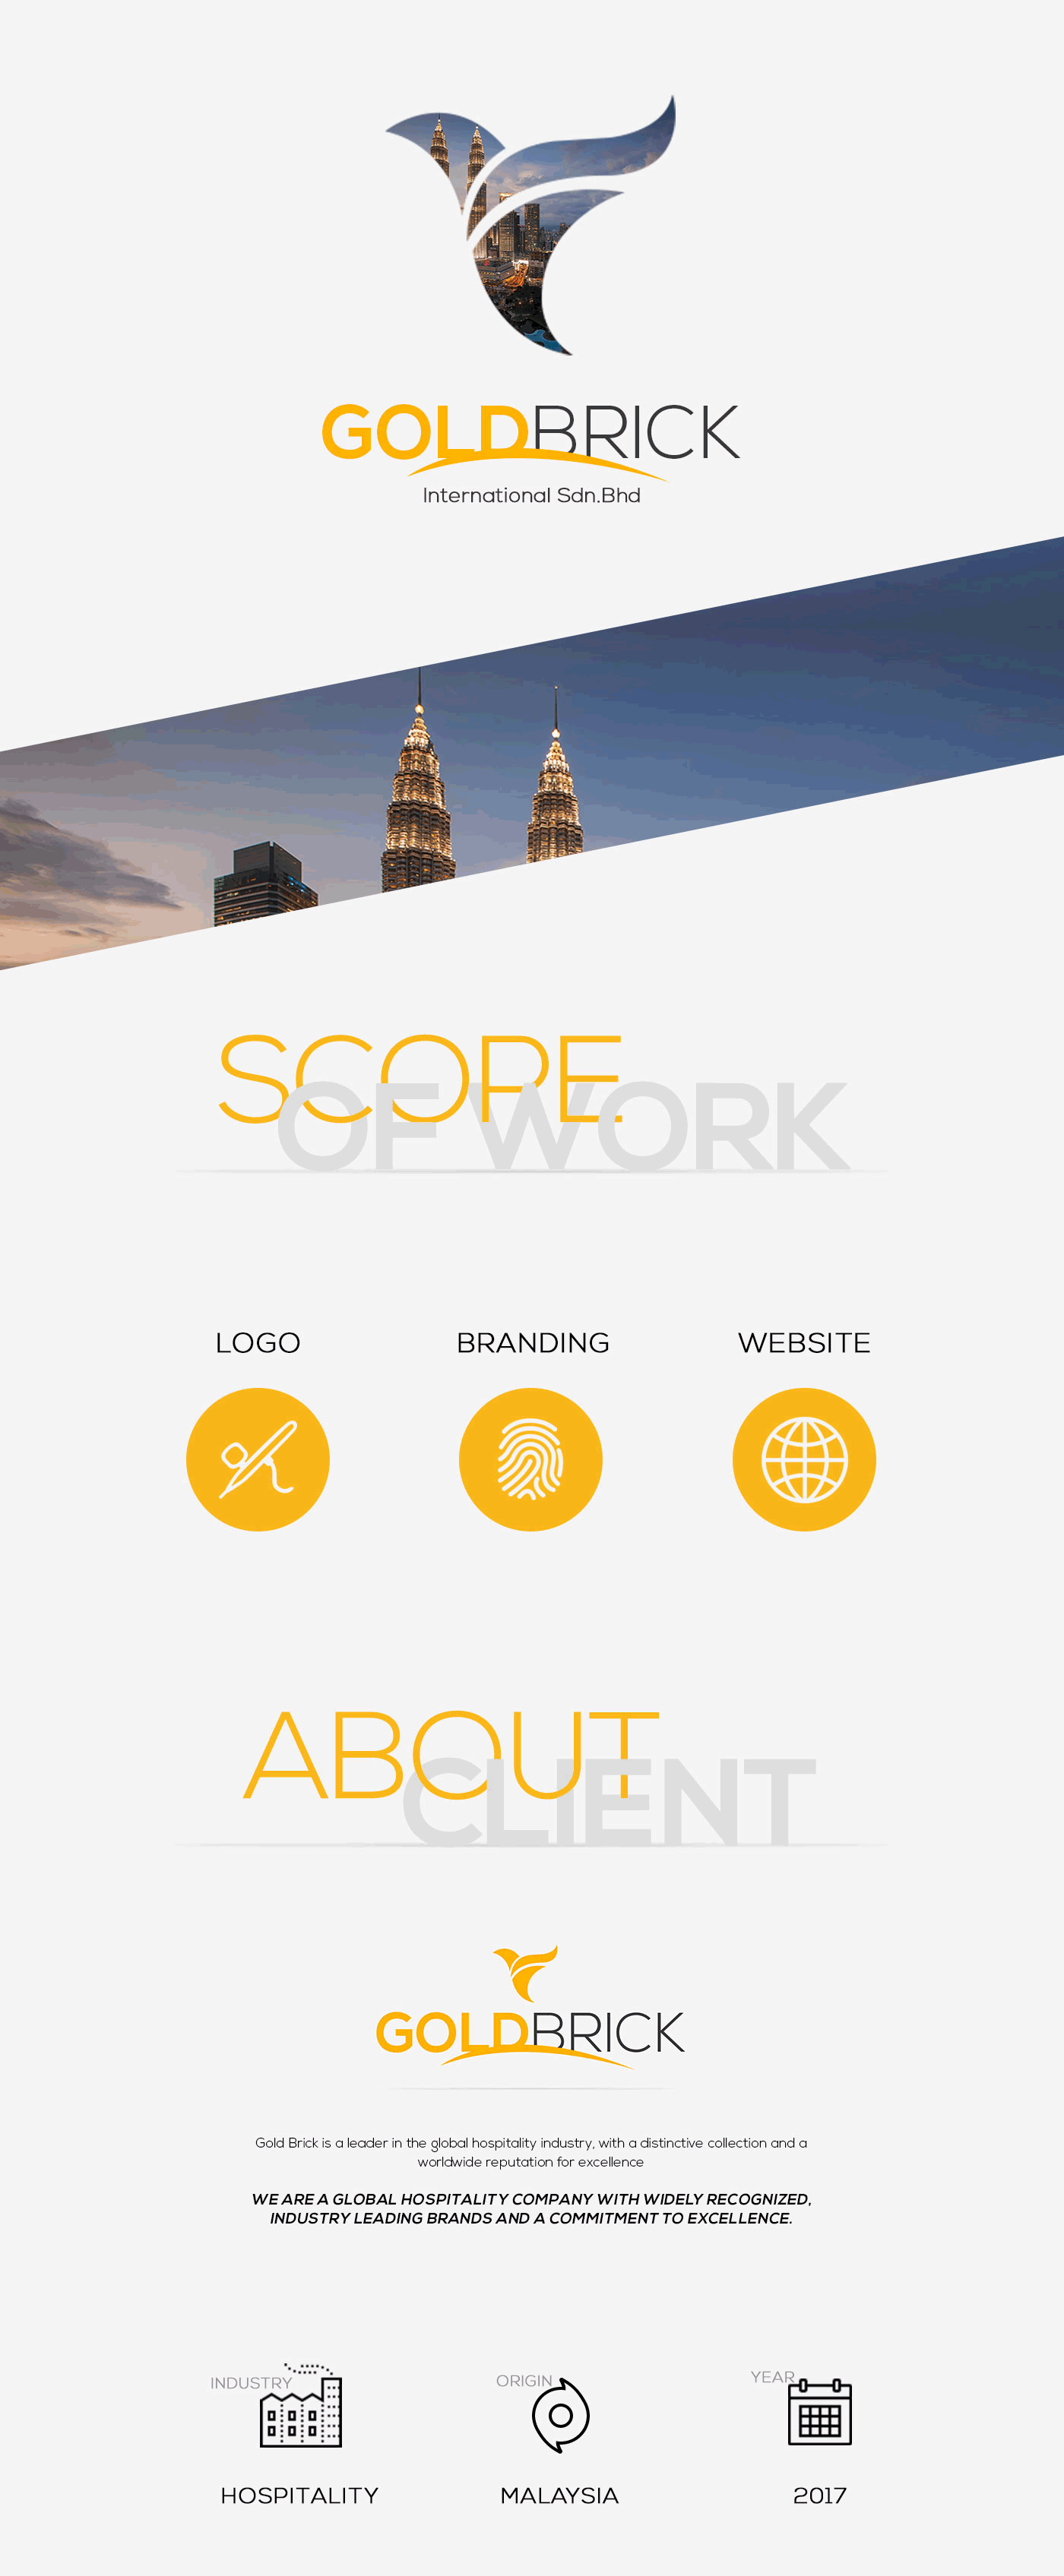 GOLDBRICK
International Sdn.Bhd
SCOPE
OF WORK
LOGO
BRANDING
WEBSITE
ABOUT
CLIENT
GOLDBRICK
Gold Brick is a leader in the global hospitality industry, with a distinctive collection and a
worldwide reputation for excellence
WE ARE A GLOBAL HOSPITALITY COMPANY WITH WIDELY RECOGNIZED,
INDUSTRY LEADING BRANDS AND A COMMITMENT TO EXCELLENCE.
INDUSTRY
ORIGIN
YEAR
HOSPITALITY
MALAYSIA
2017